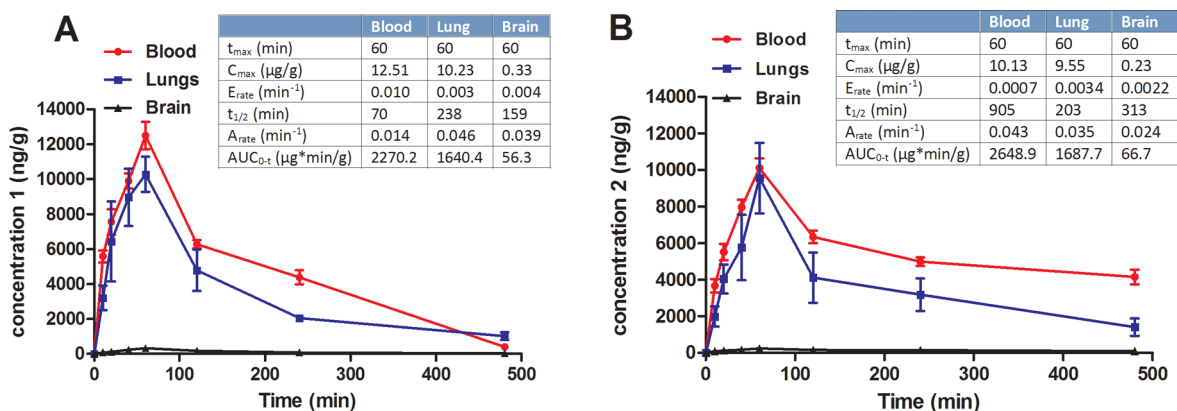 A
Blood
Lungs
Brain
Blood Lung Brain
tmax (min) 60 60 60
Cmax (µg/g) 12.51 10.23 0.33
Erate (min-1) 0.010 0.003 0.004
t1/2 (min) 70 238 159
Arate (min-1) 0.014 0.046 0.039
AUC0-t (µg*min/g) 2270.2 1640.4 56.3
concentration 1 (ng/g)
14000
12000
10000
8000
6000
4000
2000
0
0 100 200 300 400 500
Time (min)
B
Blood
Lungs
Brain
Blood Lung Brain
tmax (min) 60 60 60
Cmax (µg/g) 10.13 9.55 0.23
Erate (min-1) 0.0007 0.0034 0.0022
t1/2 (min) 905 203 313
Arate (min-1) 0.043 0.035 0.024
AUC0-t (µg*min/g) 2648.9 1687.7 66.7
concentration 2 (ng/g)
14000
12000
10000
8000
6000
4000
2000
0
0 100 200 300 400 500
Time (min)